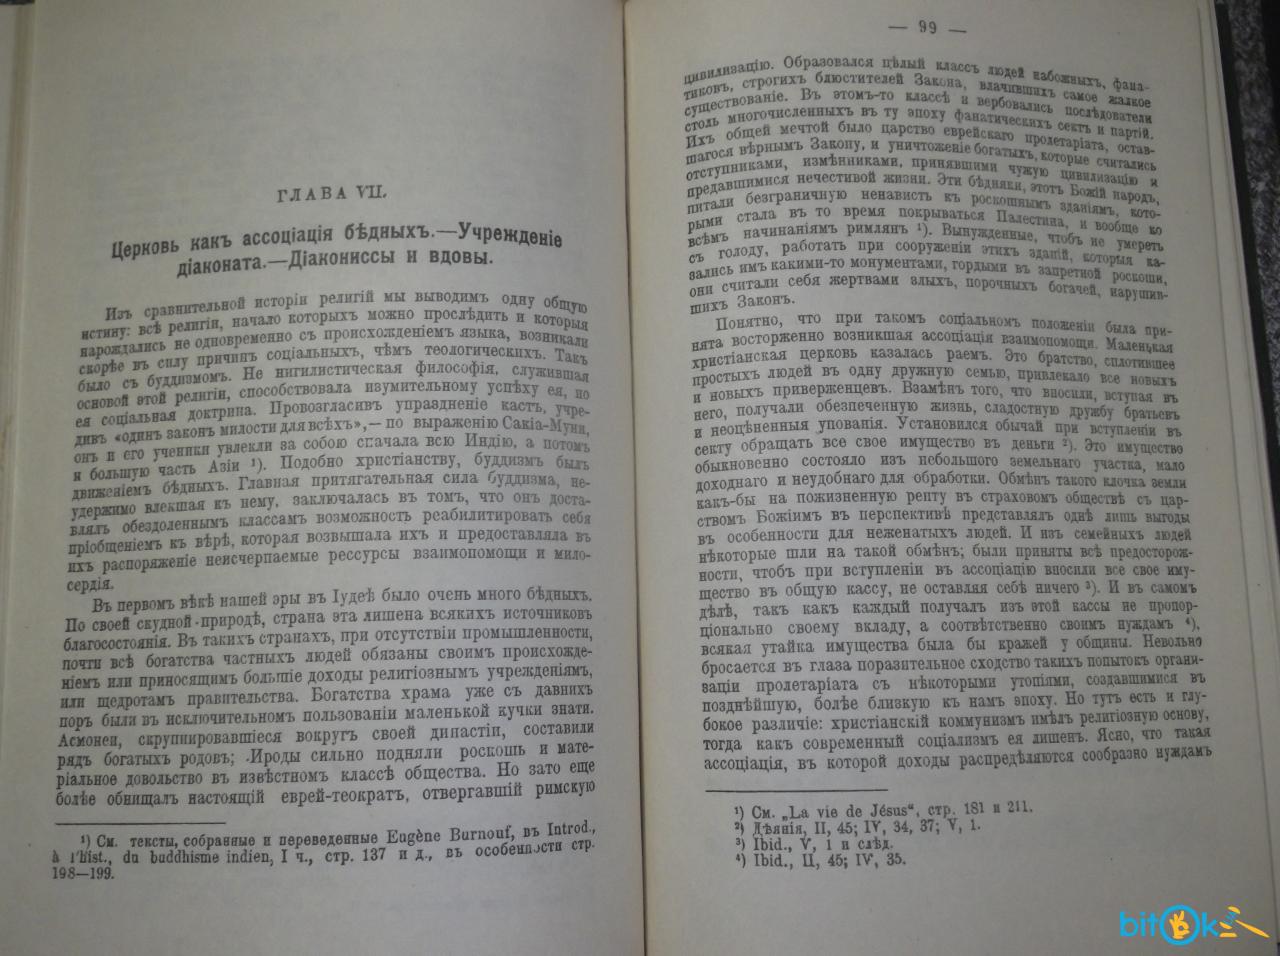 ГЛАВА VII.
Церковь какъ ассоціація бѣдныхъ.—Учрежденіе
діаконата.—Діакониссы и вдовы.
Изъ сравнительной исторіи религій мы выводимъ одну общую
истину: всѣ религіи, начало которыхъ можно прослѣдить и которыя
нарождались не одновременно съ происхожденіемъ языка, возникали
скорѣе въ силу причинъ соціальныхъ, чѣмъ теологическихъ. Такъ
было съ буддизмомъ. Не нигилистическая философія, служившая
основой этой религіи, способствовала изумительному успѣху ея, но
ея соціальная доктрина. Провозгласивъ упраздненіе кастъ, учре-
дивъ «одинъ законъ милости для всѣхъ»,— по выраженію Сакіа-Муни,
онъ и его ученики увлекли за собою сначала всю Индію, а потомъ
и большую часть Азіи ¹). Подобно христіанству, буддизмъ былъ
движеніемъ бѣдныхъ. Главная притягательная сила буддизма, не-
удержимо влекшая къ нему, заключалась въ томъ, что онъ доста-
влялъ обездоленнымъ классамъ возможность реабилитировать себя
пріобщеніемъ къ вѣрѣ, которая возвышала ихъ и предоставляла въ
ихъ распоряженіе неисчерпаемые рессурсы взаимопомощи и мило-
сердія.
Въ первомъ вѣкѣ нашей эры въ Іудеѣ было очень много бѣдныхъ.
По своей скудной природѣ, страна эта лишена всякихъ источниковъ
благосостоянія. Въ такихъ странахъ, при отсутствіи промышленности,
почти всѣ богатства частныхъ людей обязаны своимъ происхожде-
ніемъ или приносящимъ большіе доходы религіознымъ учрежденіямъ,
или щедротамъ правительства. Богатства храма уже съ давнихъ
поръ были въ исключительномъ пользованіи маленькой кучки знати.
Асмонеи, скруппировавшіеся вокругъ своей династіи, составили
рядъ богатыхъ родовъ; Ироды сильно подняли роскошь и мате-
ріальное довольство въ извѣстномъ классѣ общества. Но зато еще
болѣе обнищалъ настоящій еврей-теократъ, отвергавшій римскую
¹) См. тексты, собранные и переведенные Eugène Burnouf, въ Introd.,
à l'hist., du buddhisme indien, I ч., стр. 137 и д., въ особенности стр.
198—199.
— 99 —
цивилизацію. Образовался цѣлый классъ людей набожныхъ, фана-
тиковъ, строгихъ блюстителей Закона, влачившихъ самое жалкое
существованіе. Въ этомъ-то классѣ и вербовались послѣдователи
столь многочисленныхъ въ ту эпоху фанатическихъ сектъ и партій.
Ихъ общей мечтой было царство еврейскаго пролетаріата, остав-
шагося вѣрнымъ Закону, и уничтоженіе богатыхъ, которые считались
отступниками, измѣнниками, принявшими чужую цивилизацію и
предавшимися нечестивой жизни. Эти бѣдняки, этотъ Божій народъ,
питали безграничную ненависть къ роскошнымъ зданіямъ, кото-
рыми стала въ то время покрываться Палестина, и вообще ко
всѣмъ начинаніямъ римлянъ ¹). Вынужденные, чтобъ не умереть
съ голоду, работать при сооруженіи этихъ зданій, которыя ка-
зались имъ какими-то монументами, гордыми въ запретной роскоши,
они считали себя жертвами злыхъ, порочныхъ богачей, нарушив-
шихъ Законъ.
Понятно, что при такомъ соціальномъ положеніи была при-
нята восторженно возникшая ассоціація взаимопомощи. Маленькая
христіанская церковь казалась раемъ. Это братство, сплотившее
простыхъ людей въ одну дружную семью, привлекало все новыхъ
и новыхъ приверженцевъ. Взамѣнъ того, что вносили, вступая въ
него, получали обезпеченную жизнь, сладостную дружбу братьевъ
и неоцѣненныя упованія. Установился обычай при вступленіи въ
секту обращать все свое имущество въ деньги ²). Это имущество
обыкновенно состояло изъ небольшого земельнаго участка, мало
доходнаго и неудобнаго для обработки. Обмѣнъ такого клочка земли
какъ-бы на пожизненную ренту въ страховомъ обществѣ съ цар-
ствомъ Божіимъ въ перспективѣ представлялъ однѣ лишь выгоды
въ особенности для неженатыхъ людей. И изъ семейныхъ людей
нѣкоторые шли на такой обмѣнъ; были приняты всѣ предосторож-
ности, чтобъ при вступленіи въ ассоціацію вносили все свое иму-
щество въ общую кассу, не оставляя себѣ ничего ³). И въ самомъ
дѣлѣ, такъ какъ каждый получалъ изъ этой кассы не пропор-
ціонально своему вкладу, а соотвѣтственно своимъ нуждамъ ⁴),
всякая утайка имущества была бы кражей у общины. Невольно
бросается въ глаза поразительное сходство такихъ попытокъ органи-
заціи пролетаріата съ нѣкоторыми утопіями, создавшимися въ
позднѣйшую, болѣе близкую къ намъ эпоху. Но тутъ есть и глу-
бокое различіе: христіанскій коммунизмъ имѣлъ религіозную основу,
тогда какъ современный соціализмъ ея лишенъ. Ясно, что такая
ассоціація, въ которой доходы распредѣляются сообразно нуждамъ
¹) См. „La vie de Jésus“, стр. 181 и 211.
²) Дѣянія, II, 45; IV, 34, 37; V, 1.
³) Ibid., V, 1 и слѣд.
⁴) Ibid., II, 45; IV, 35.